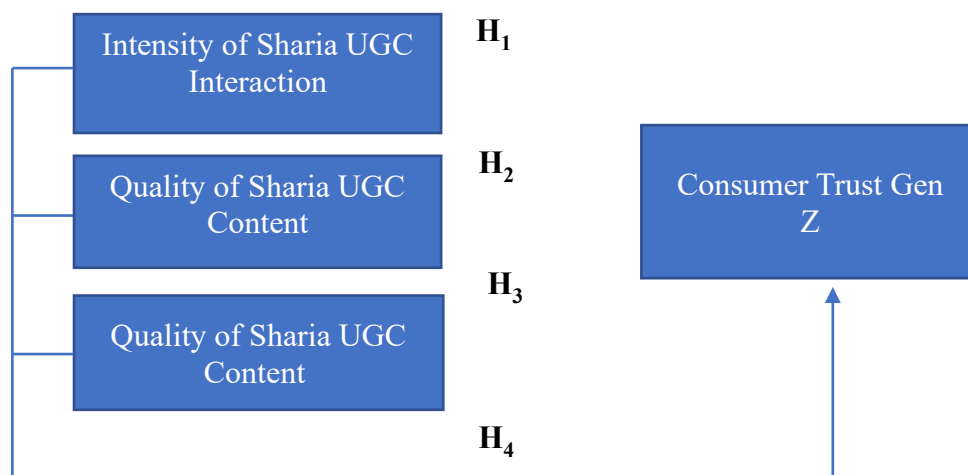 Intensity of Sharia UGC
Interaction
H1
Quality of Sharia UGC
Content
H2
Consumer Trust Gen
Z
H3
Quality of Sharia UGC
Content
H4